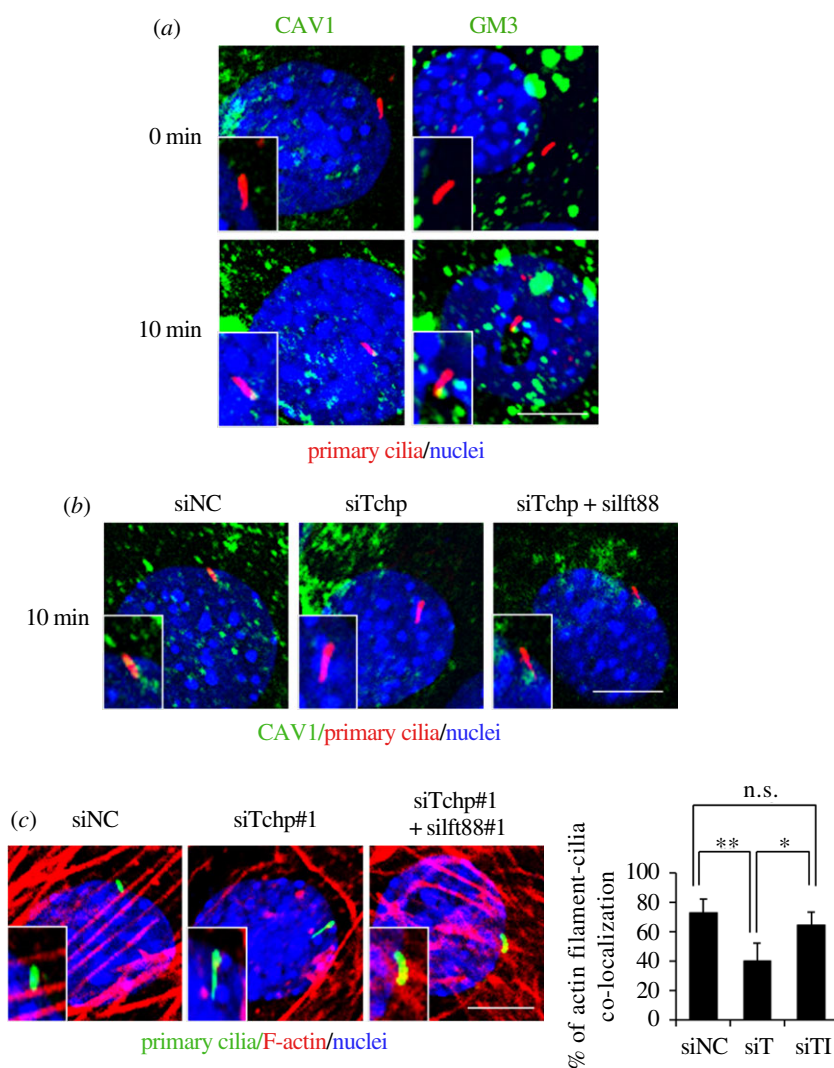 (a)
CAV1 GM3
0 min
10 min
primary cilia/nuclei
(b)
siNC siTchp siTchp + silft88
10 min
CAV1/primary cilia/nuclei
(c)
siNC siTchp#1 siTchp#1
+ silft88#1
primary cilia/F-actin/nuclei
n.s.
** *
% of actin filament-cilia
co-localization
100
80
60
40
20
0
siNC siT siTI